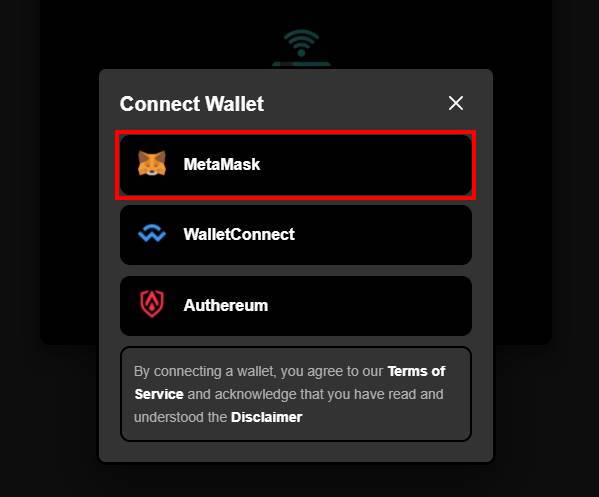 Connect Wallet
MetaMask
WalletConnect
Authereum
By connecting a wallet, you agree to our Terms of
Service and acknowledge that you have read and
understood the Disclaimer